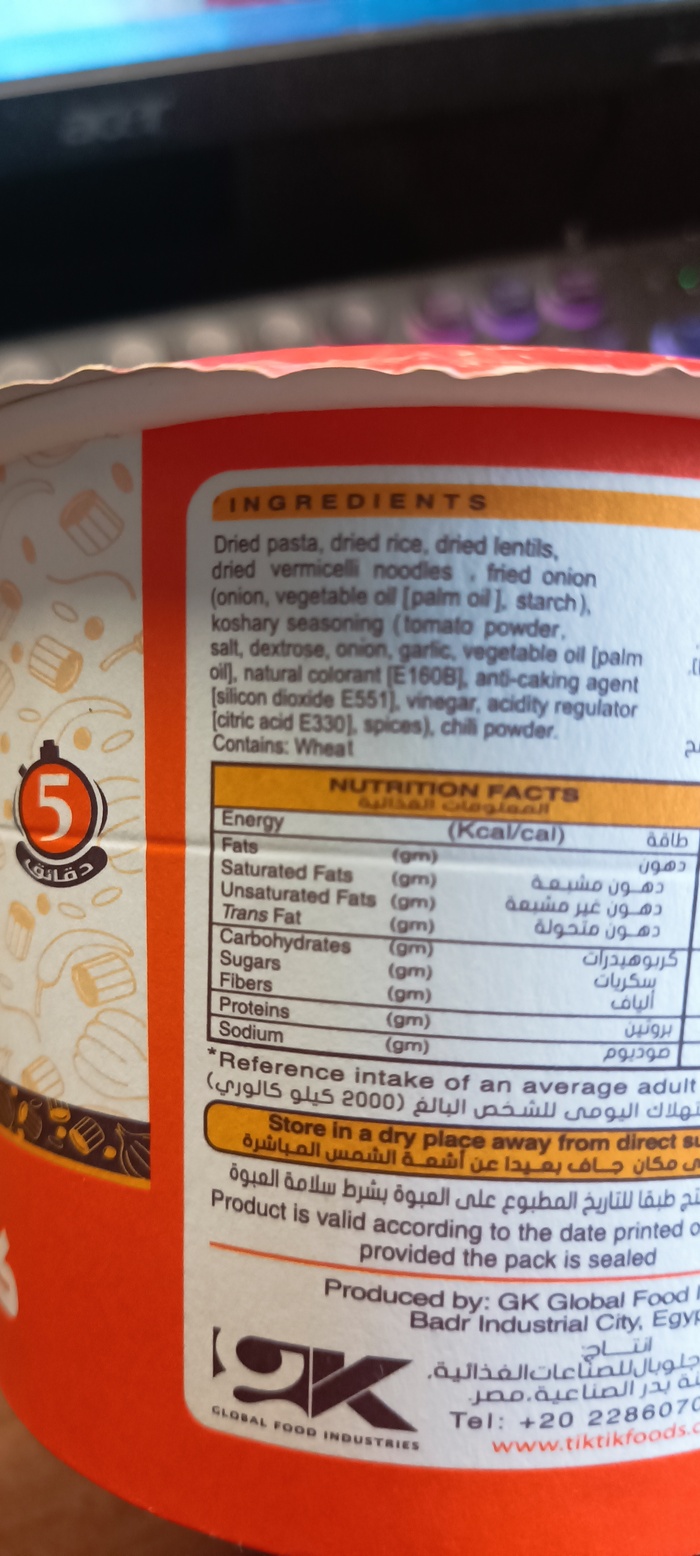 acer
INGREDIENTS
Dried pasta, dried rice, dried lentils,
dried vermicelli noodles , fried onion
(onion, vegetable oil [palm oil], starch),
koshary seasoning (tomato powder,
salt, dextrose, onion, garlic, vegetable oil [palm
oil], natural colorant [E160B], anti-caking agent
[silicon dioxide E551], vinegar, acidity regulator
[citric acid E330], spices), chili powder.
Contains: Wheat
5
دقائق
NUTRITION FACTS
المعلومات الغذائية
Energy (Kcal/cal) طاقة
Fats (gm) دهون
Saturated Fats (gm) دهون مشبعة
Unsaturated Fats (gm) دهون غير مشبعة
Trans Fat (gm) دهون متحولة
Carbohydrates (gm) كربوهيدرات
Sugars (gm) سكريات
Fibers (gm) ألياف
Proteins (gm) بروتين
Sodium (gm) صوديوم
*Reference intake of an average adult
اليومى للشخص البالغ (2000 كيلو كالوري)
Store in a dry place away from direct
مكان جاف بعيدا عن أشعة الشمس المباشرة
طبقا للتاريخ المطبوع على العبوة بشرط سلامة العبوة
Product is valid according to the date printed
provided the pack is sealed
Produced by: GK Global Food
Badr Industrial City, Egy
إنتاج
جلوبال للصناعات الغذائية.
بدر الصناعية، مصر.
GK
GLOBAL FOOD INDUSTRIES
Tel: +20 2286070
www.tiktikfoods.c